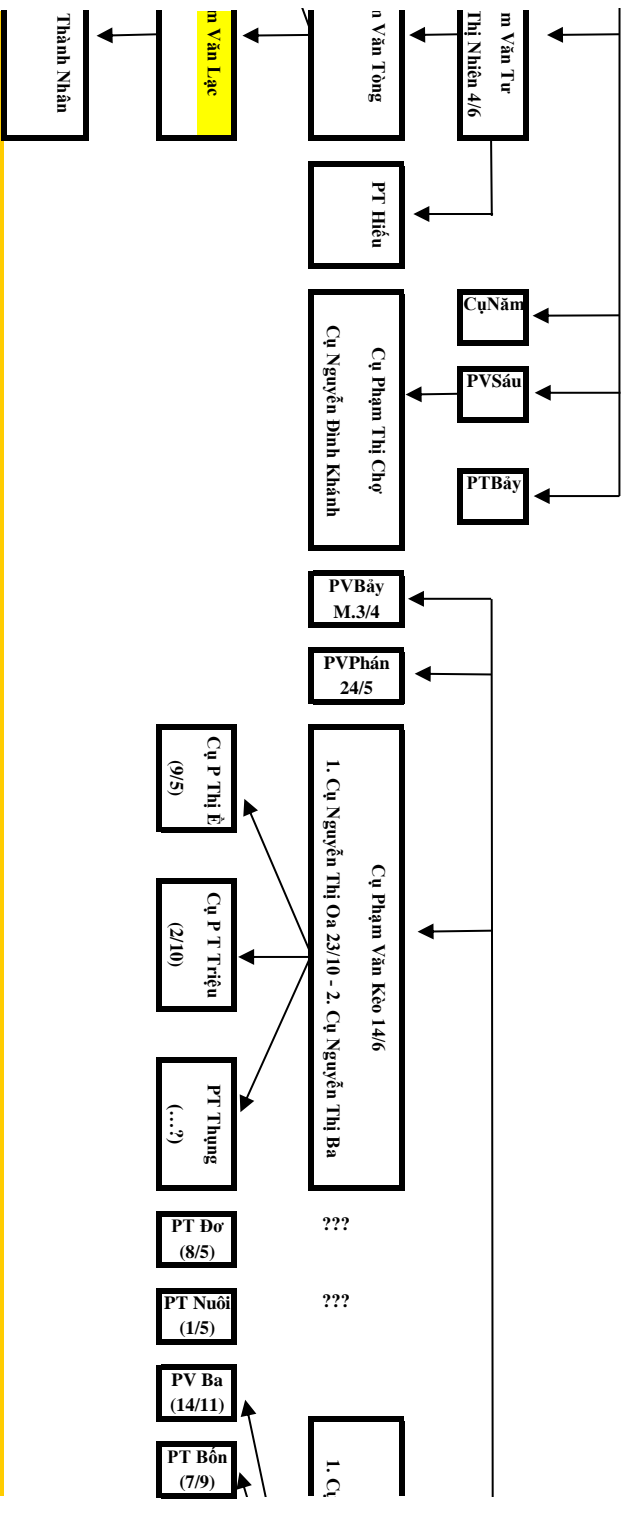 Thành Nhân
m Văn Lạc
n Văn Tòng
m Văn Tư
Thị Nhiên 4/6
PT Hiếu
CụNăm
Cụ Phạm Thị Chợ
Cụ Nguyễn Đình Khánh
PVSáu
PTBảy
PVBảy
M.3/4
PVPhán
24/5
Cụ Phạm Văn Kèo 14/6
1. Cụ Nguyễn Thị Oa 23/10 - 2. Cụ Nguyễn Thị Ba
Cụ P Thị Ề
(9/5)
Cụ P T Triệu
(2/10)
PT Thụng
(…?)
PT Đơ
(8/5)
???
PT Nuôi
(1/5)
???
PV Ba
(14/11)
PT Bốn
(7/9)
1. Cụ